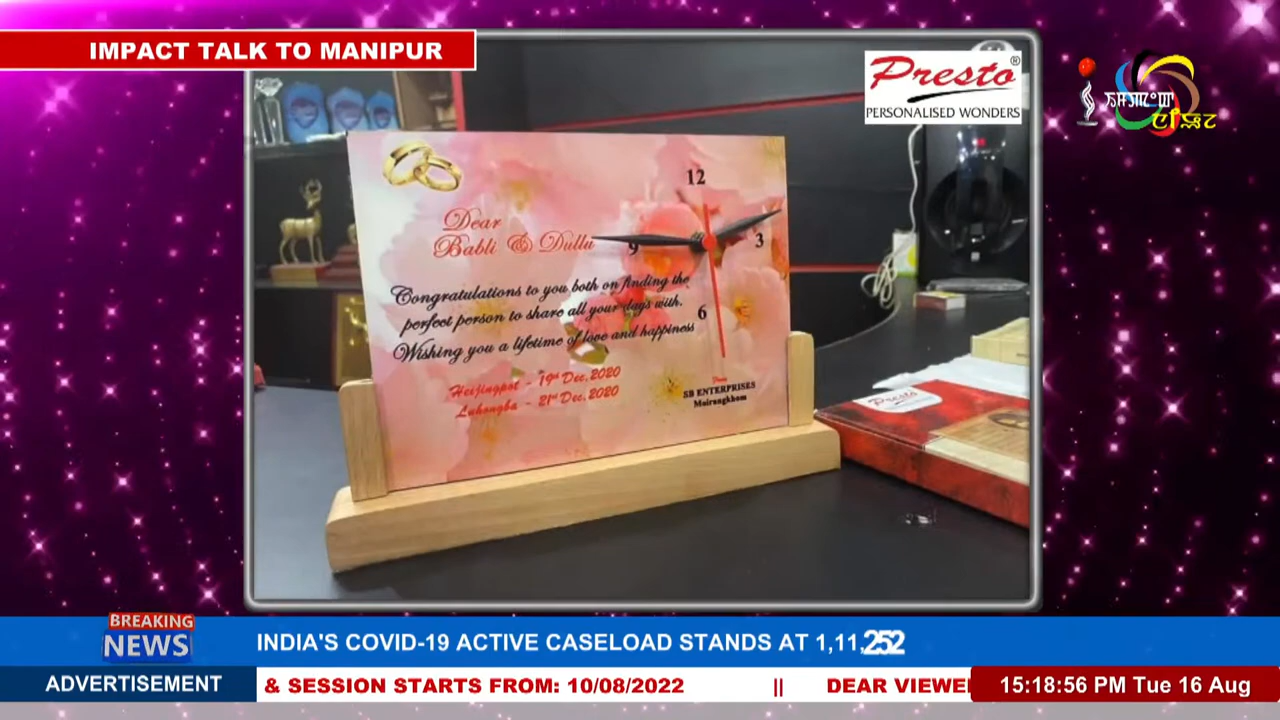 IMPACT TALK TO MANIPUR
Presto®
PERSONALISED WONDERS
12
Dear
Babli & Dullu
9
3
Congratulations to you both on finding the
perfect person to share all your days with.
6
Wishing you a lifetime of love and happiness
Heijingpot - 19th Dec. 2020
Luhongba - 21st Dec. 2020
From
SB ENTERPRISES
Moirangkhom
Presto
BREAKING
NEWS
INDIA'S COVID-19 ACTIVE CASELOAD STANDS AT 1,11,252
ADVERTISEMENT
& SESSION STARTS FROM: 10/08/2022 || DEAR VIEWE
15:18:56 PM Tue 16 Aug